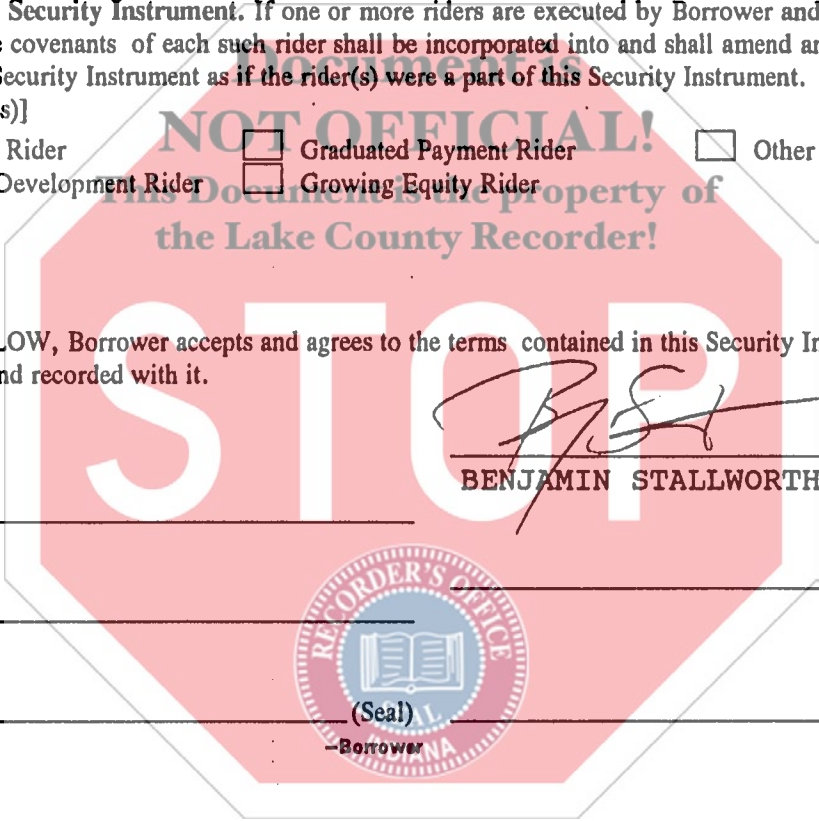 Security Instrument. If one or more riders are executed by Borrower and
covenants of each such rider shall be incorporated into and shall amend
Security Instrument as if the rider(s) were a part of this Security Instrument.
s)]
Document is
NOT OFFICIAL!
Rider Graduated Payment Rider Other
Development Rider Growing Equity Rider
This Document is the property of
the Lake County Recorder!
STOP
LOW, Borrower accepts and agrees to the terms contained in this Security In
nd recorded with it.
BENJAMIN STALLWORTH
RECORDER'S OFFICE
SEAL
INDIANA
(Seal)
-Borrower